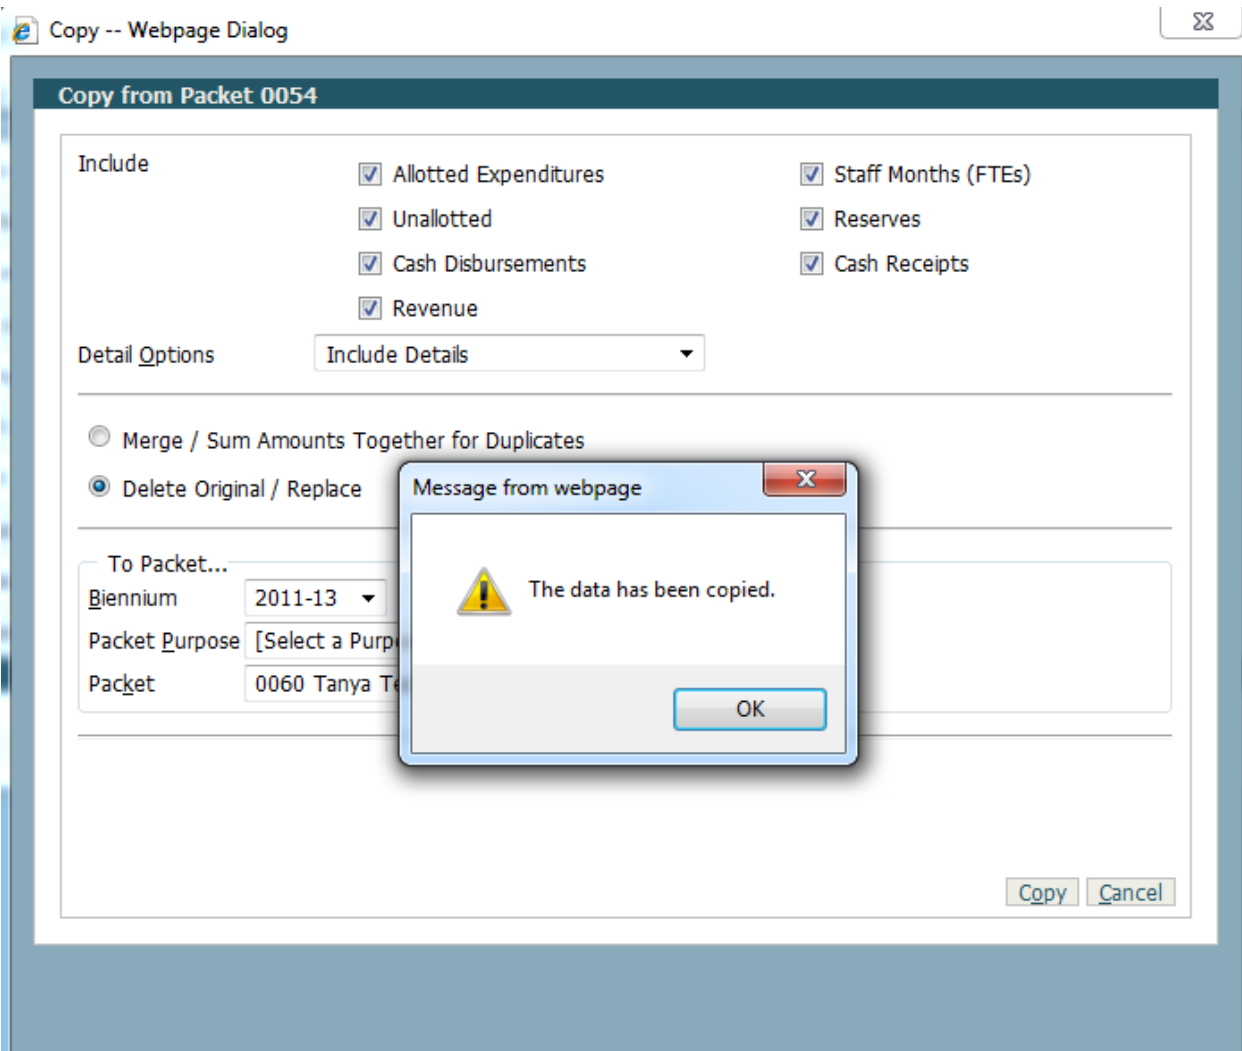 Copy -- Webpage Dialog
Copy from Packet 0054
Include
Allotted Expenditures
Staff Months (FTEs)
Unallotted
Reserves
Cash Disbursements
Cash Receipts
Revenue
Detail Options
Include Details
Merge / Sum Amounts Together for Duplicates
Delete Original / Replace
Message from webpage
The data has been copied.
OK
To Packet...
Biennium
2011-13
Packet Purpose
[Select a
Packet
0060 Tanya
Copy
Cancel